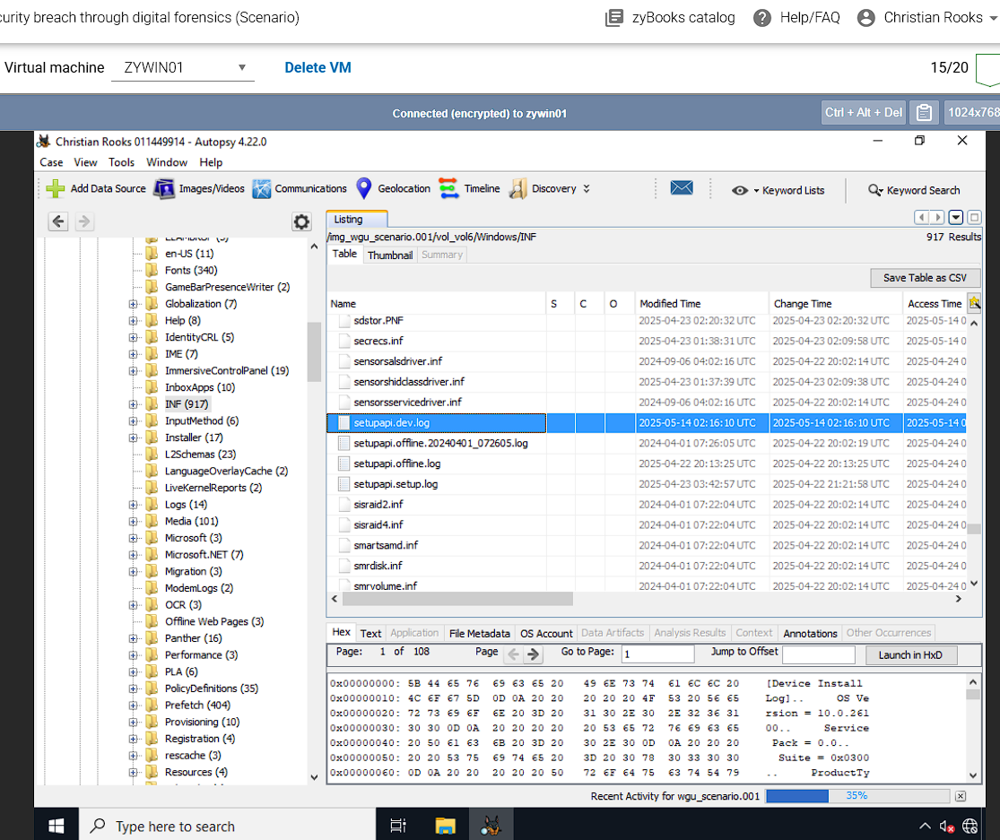 curity breach through digital forensics (Scenario)
zyBooks catalog
Help/FAQ
Christian Rooks
Virtual machine
ZYWIN01
Delete VM
15/20
Connected (encrypted) to zywin01
Ctrl + Alt + Del
1024x768
Christian Rooks 011449914 - Autopsy 4.22.0
Case View Tools Window Help
Add Data Source
Images/Videos
Communications
Geolocation
Timeline
Discovery
Keyword Lists
Keyword Search
en-US (11)
Fonts (340)
GameBarPresenceWriter (2)
Globalization (7)
Help (8)
IdentityCRL (5)
IME (7)
ImmersiveControlPanel (19)
InboxApps (10)
INF (917)
InputMethod (6)
Installer (17)
L2Schemas (23)
LanguageOverlayCache (2)
LiveKernelReports (2)
Logs (14)
Media (101)
Microsoft (3)
Microsoft.NET (7)
Migration (3)
ModemLogs (2)
OCR (3)
Offline Web Pages (3)
Panther (16)
Performance (3)
PLA (6)
PolicyDefinitions (35)
Prefetch (404)
Provisioning (10)
Registration (4)
rescache (3)
Resources (4)
Listing
/img_wgu_scenario.001/vol_vol6/Windows/INF
917 Results
Table Thumbnail Summary
Save Table as CSV
Name S C O Modified Time Change Time Access Time
sdstor.PNF 2025-04-23 02:20:32 UTC 2025-04-23 02:20:32 UTC 2025-05-14 0
secrecs.inf 2025-04-23 01:38:31 UTC 2025-04-23 02:09:58 UTC 2025-05-14 0
sensorsalsdriver.inf 2024-09-06 04:02:16 UTC 2025-04-22 20:02:14 UTC 2025-04-24 0
sensorshidclassdriver.inf 2025-04-23 01:37:39 UTC 2025-04-23 02:09:38 UTC 2025-04-24 0
sensorsservicedriver.inf 2024-09-06 04:02:16 UTC 2025-04-22 20:02:14 UTC 2025-04-24 0
setupapi.dev.log 2025-05-14 02:16:10 UTC 2025-05-14 02:16:10 UTC 2025-05-14 0
setupapi.offline.20240401_072605.log 2024-04-01 07:26:05 UTC 2025-04-22 20:02:19 UTC 2025-04-24 0
setupapi.offline.log 2025-04-22 20:13:25 UTC 2025-04-22 20:13:25 UTC 2025-04-24 0
setupapi.setup.log 2025-04-23 03:42:57 UTC 2025-04-22 21:21:58 UTC 2025-04-24 0
sisraid2.inf 2024-04-01 07:22:04 UTC 2025-04-22 20:02:14 UTC 2025-04-24 0
sisraid4.inf 2024-04-01 07:22:04 UTC 2025-04-22 20:02:14 UTC 2025-04-24 0
smartsamd.inf 2024-04-01 07:22:04 UTC 2025-04-22 20:02:14 UTC 2025-04-24 0
smrdisk.inf 2024-04-01 07:22:04 UTC 2025-04-22 20:02:14 UTC 2025-04-24 0
smrvolume.inf 2024-04-01 07:22:04 UTC 2025-04-22 20:02:14 UTC 2025-04-24 0
Hex Text Application File Metadata OS Account Data Artifacts Analysis Results Context Annotations Other Occurrences
Page: 1 of 108 Page Go to Page: 1 Jump to Offset Launch in HxD
0x00000000: 5B 44 65 76 69 63 65 20 49 6E 73 74 61 6C 6C 20 [Device Install
0x00000010: 4C 6F 67 5D 0D 0A 20 20 20 20 20 4F 53 20 56 65 Log].. OS Ve
0x00000020: 72 73 69 6F 6E 20 3D 20 31 30 2E 30 2E 32 36 31 rsion = 10.0.261
0x00000030: 30 30 0D 0A 20 20 20 20 20 53 65 72 76 69 63 65 00.. Service
0x00000040: 20 50 61 63 6B 20 3D 20 30 2E 30 0D 0A 20 20 20 Pack = 0.0..
0x00000050: 20 20 53 75 69 74 65 20 3D 20 30 78 30 33 30 30 Suite = 0x0300
0x00000060: 0D 0A 20 20 20 20 20 50 72 6F 64 75 63 74 54 79 .. ProductTy
Recent Activity for wgu_scenario.001
35%
Type here to search